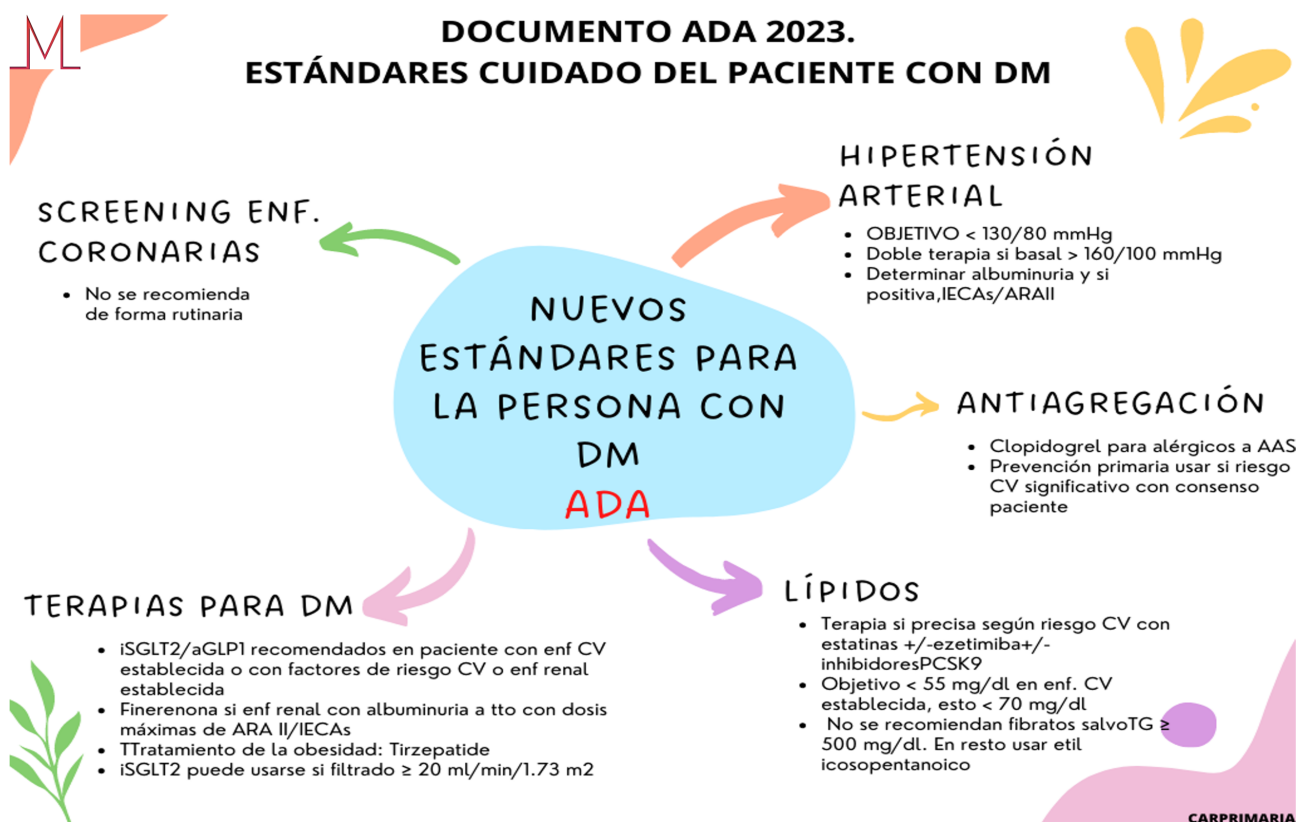 M
DOCUMENTO ADA 2023.
ESTÁNDARES CUIDADO DEL PACIENTE CON DM
SCREENING ENF.
CORONARIAS
• No se recomienda
de forma rutinaria
HIPERTENSIÓN
ARTERIAL
• OBJETIVO < 130/80 mmHg
• Doble terapia si basal > 160/100 mmHg
• Determinar albuminuria y si
positiva,IECAs/ARAII
NUEVOS
ESTÁNDARES PARA
LA PERSONA CON
DM
ADA
ANTIAGREGACIÓN
• Clopidogrel para alérgicos a AAS
• Prevención primaria usar si riesgo
CV significativo con consenso
paciente
TERAPIAS PARA DM
• iSGLT2/aGLP1 recomendados en paciente con enf CV
establecida o con factores de riesgo CV o enf renal
establecida
• Finerenona si enf renal con albuminuria a tto con dosis
máximas de ARA II/IECAs
• TTratamiento de la obesidad: Tirzepatide
• iSGLT2 puede usarse si filtrado ≥ 20 ml/min/1.73 m2
LÍPIDOS
• Terapia si precisa según riesgo CV con
estatinas +/-ezetimiba+/-
inhibidoresPCSK9
• Objetivo < 55 mg/dl en enf. CV
establecida, esto < 70 mg/dl
• No se recomiendan fibratos salvoTG ≥
500 mg/dl. En resto usar etil
icosopentanoico
CARPRIMARIA